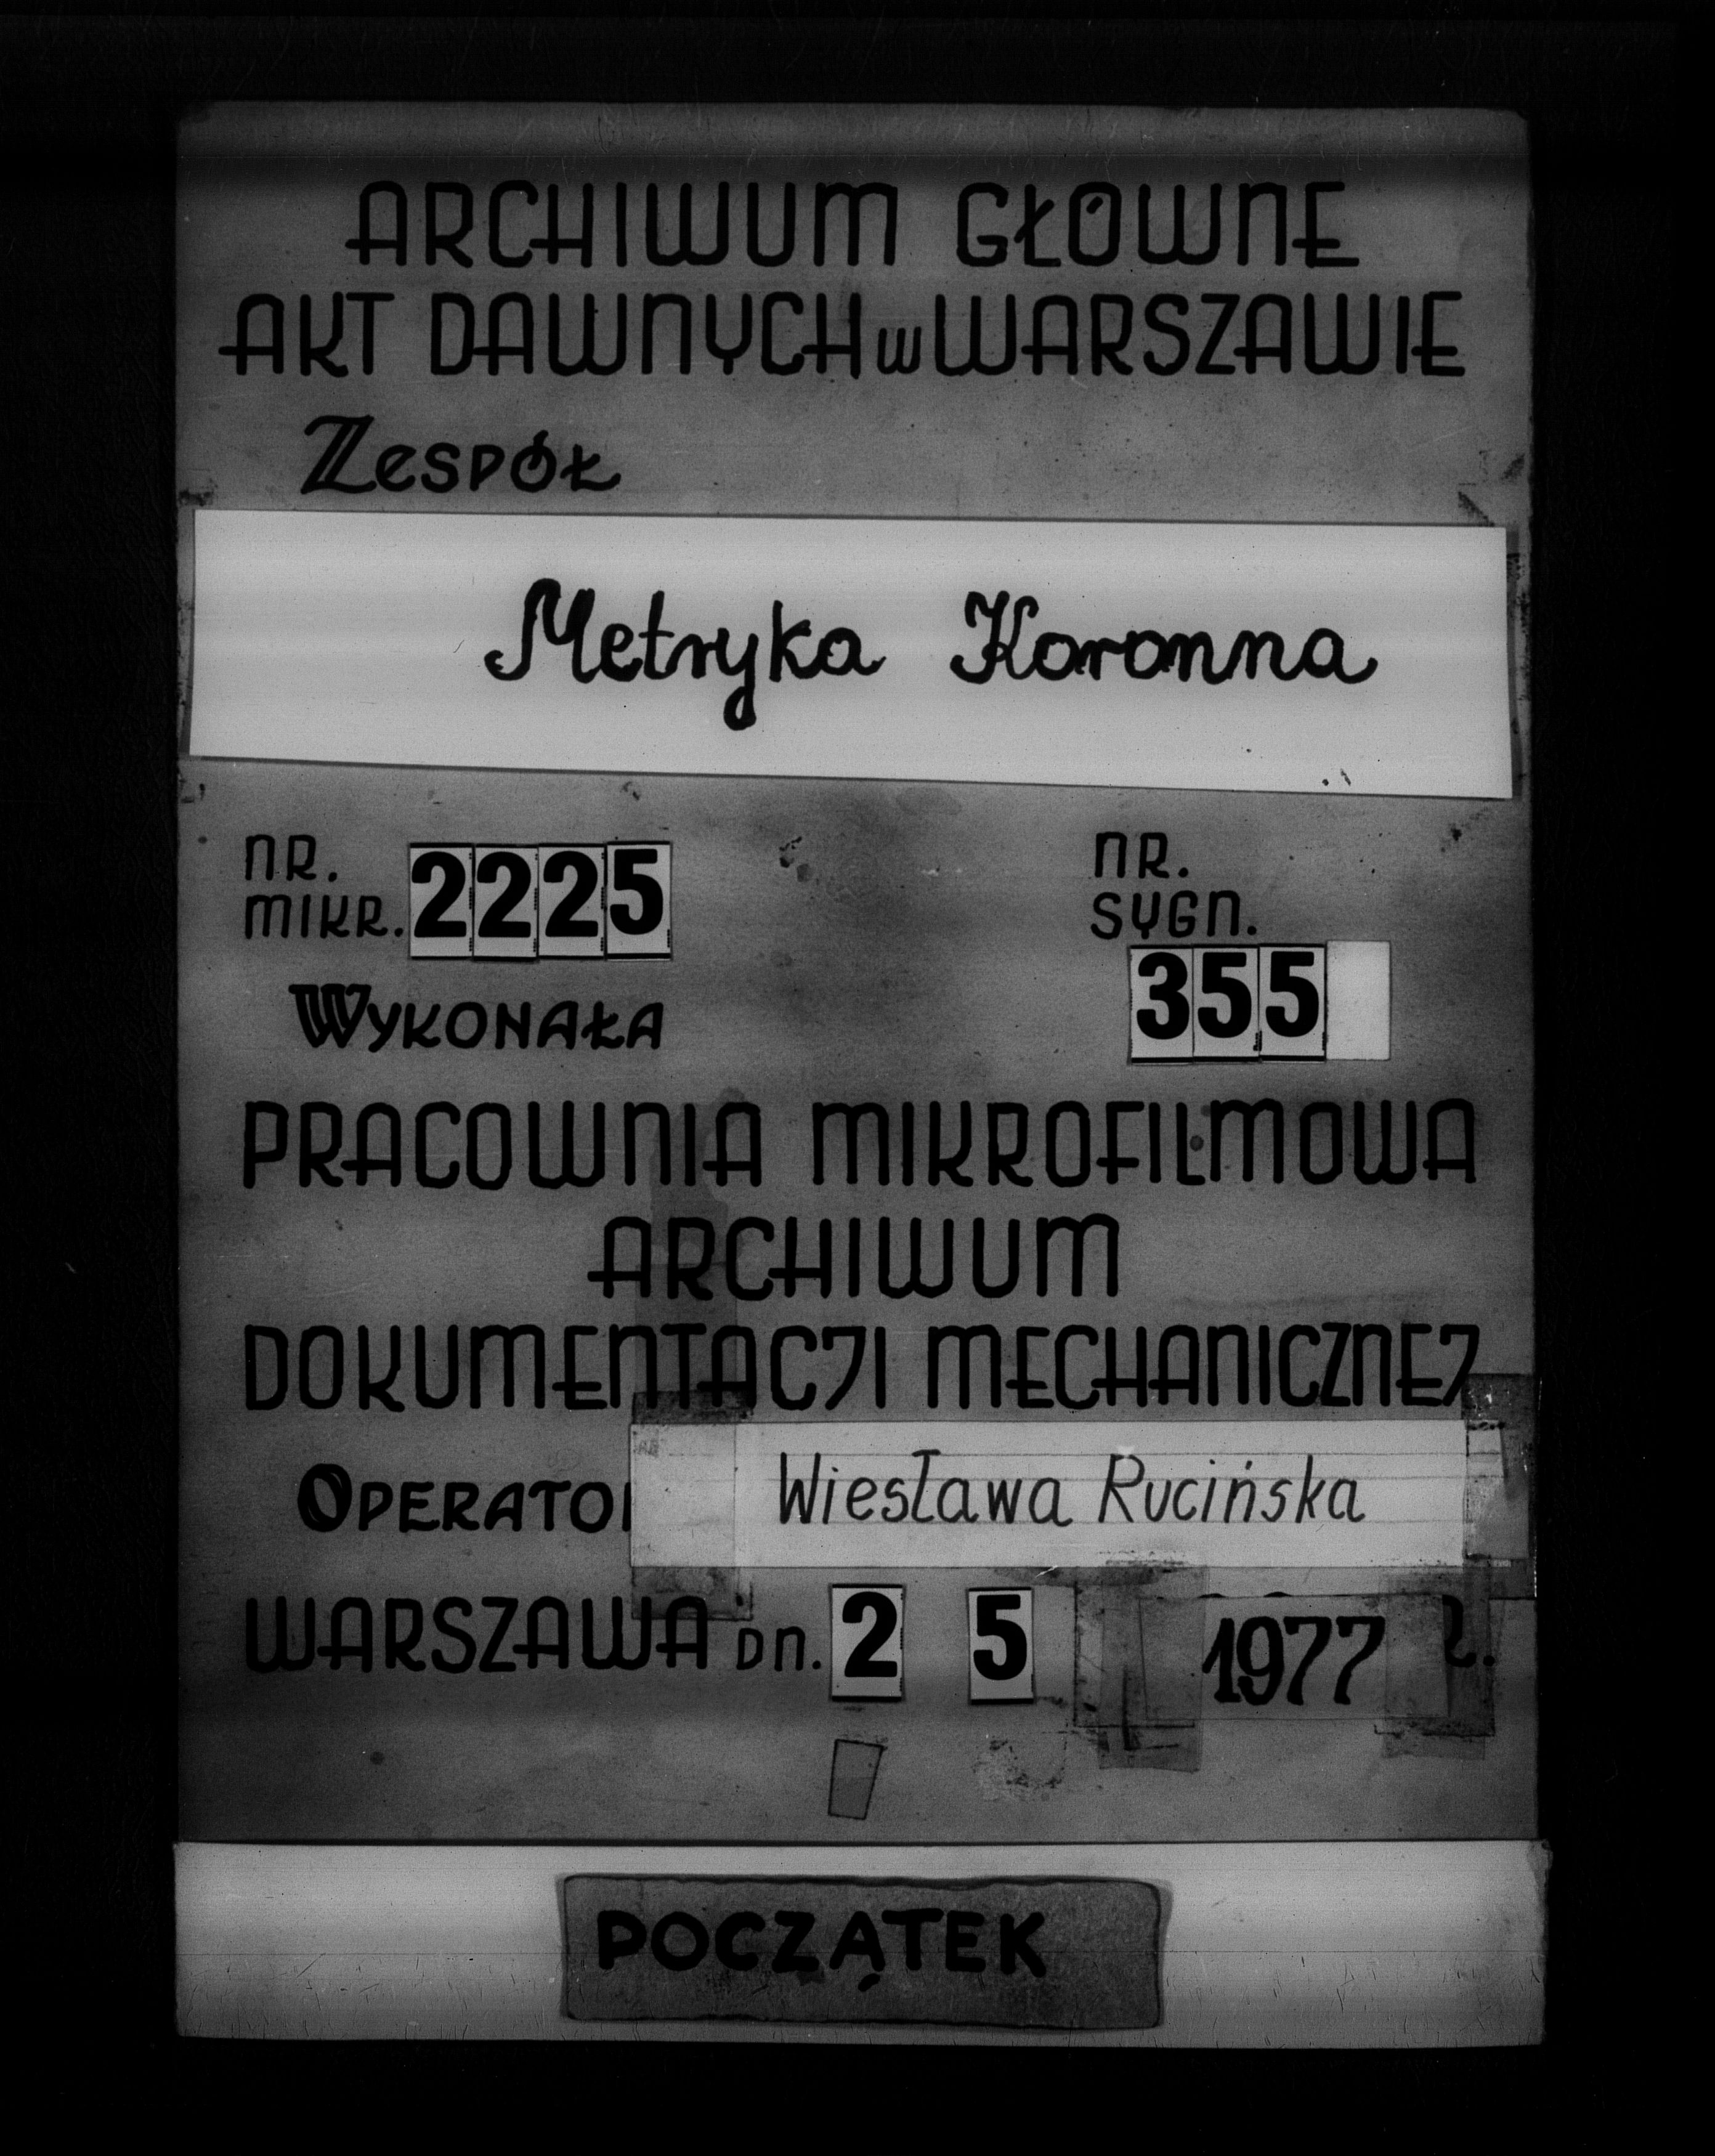 ARCHIWUM GŁÓWNE
AKT DAWNYCH w WARSZAWIE
Zespół
Metryka Koronna
NR. MIKR. 2225
NR. SYGN. 355
WYKONAŁA
PRACOWNIA MIKROFILMOWA
ARCHIWUM
DOKUMENTACJI MECHANICZNEJ
OPERATOR Wiesława Rucińska
WARSZAWA DN. 2 5 1977 R.
POCZĄTEK